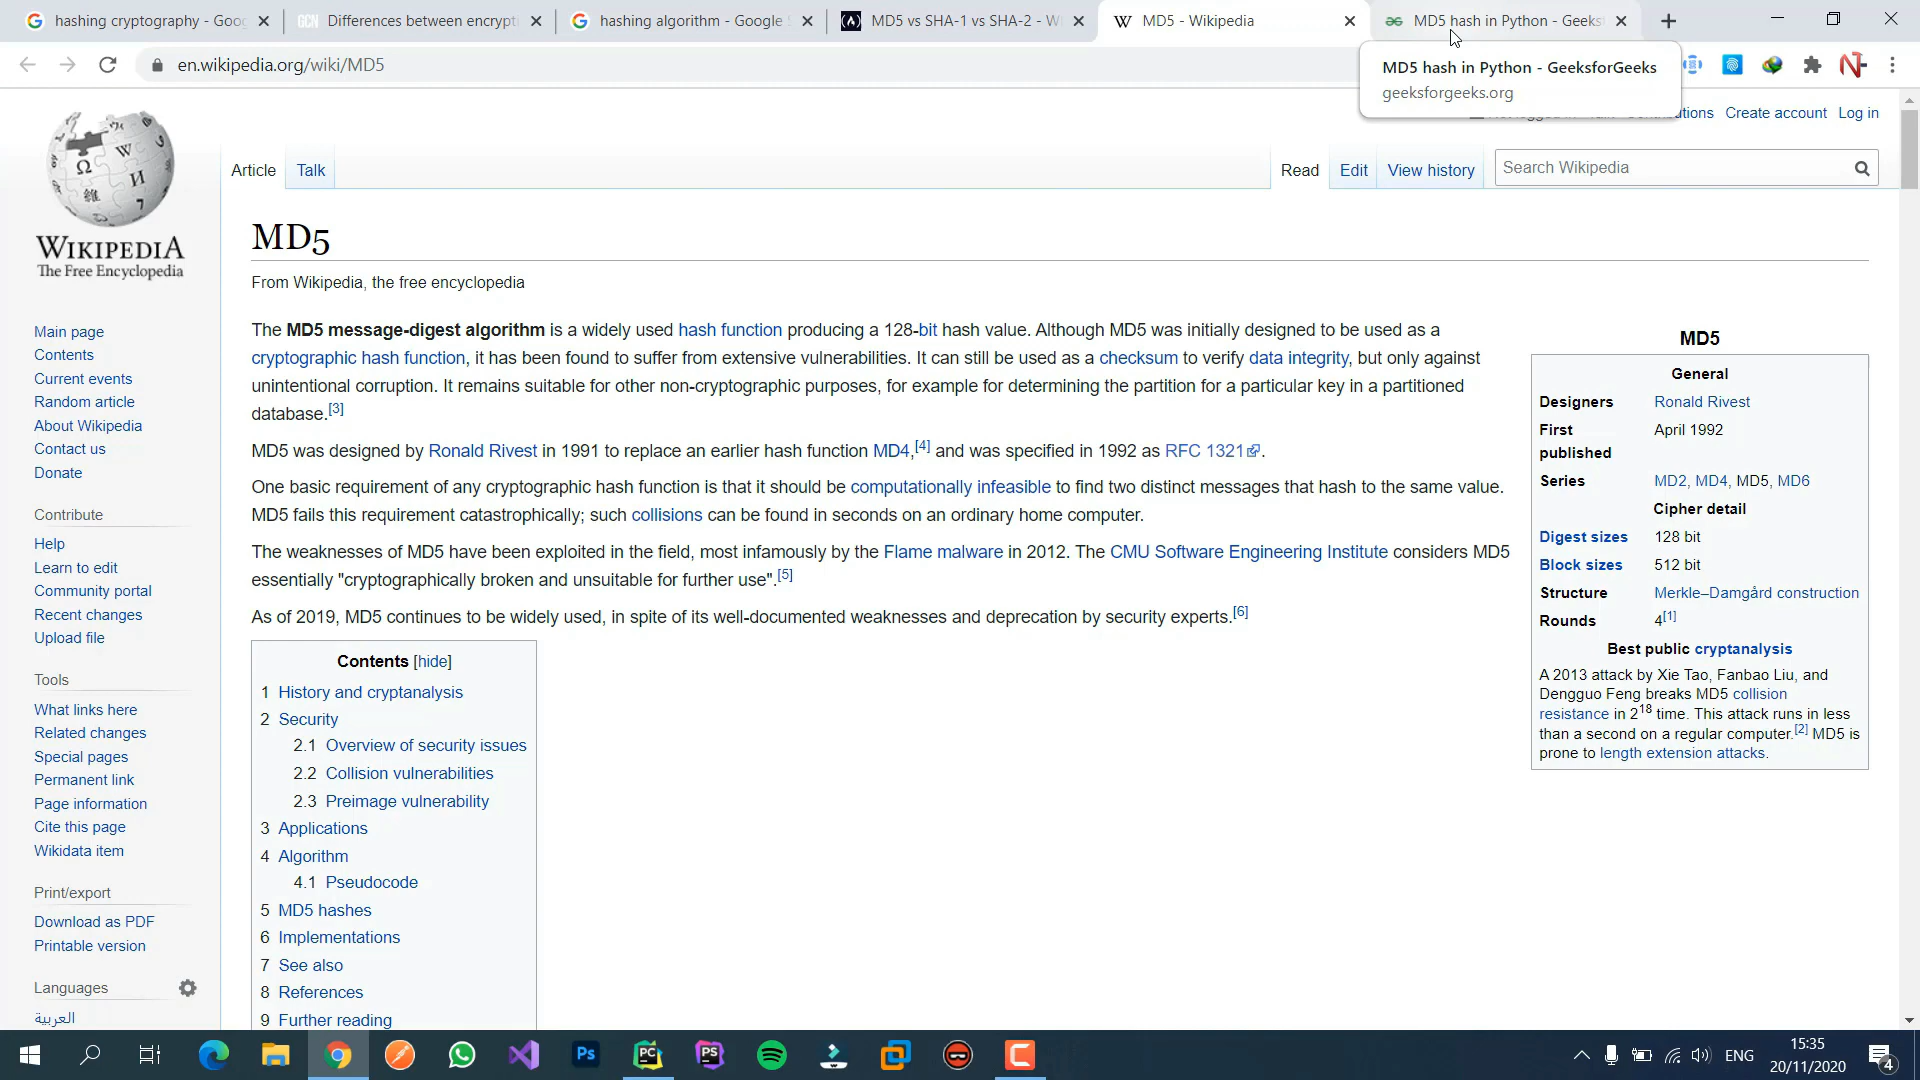 hashing cryptography - Goog
Differences between encrypti
hashing algorithm - Google S
MD5 vs SHA-1 vs SHA-2 - W
MD5 - Wikipedia
MD5 hash in Python - Geeks
en.wikipedia.org/wiki/MD5
MD5 hash in Python - GeeksforGeeks
geeksforgeeks.org
Create account
Log in
Article
Talk
Read
Edit
View history
Search Wikipedia
WIKIPEDIA
The Free Encyclopedia
Main page
Contents
Current events
Random article
About Wikipedia
Contact us
Donate
Contribute
Help
Learn to edit
Community portal
Recent changes
Upload file
Tools
What links here
Related changes
Special pages
Permanent link
Page information
Cite this page
Wikidata item
Print/export
Download as PDF
Printable version
Languages
العربية
MD5
From Wikipedia, the free encyclopedia
The MD5 message-digest algorithm is a widely used hash function producing a 128-bit hash value. Although MD5 was initially designed to be used as a
cryptographic hash function, it has been found to suffer from extensive vulnerabilities. It can still be used as a checksum to verify data integrity, but only against
unintentional corruption. It remains suitable for other non-cryptographic purposes, for example for determining the partition for a particular key in a partitioned
database.[3]
MD5 was designed by Ronald Rivest in 1991 to replace an earlier hash function MD4,[4] and was specified in 1992 as RFC 1321.
One basic requirement of any cryptographic hash function is that it should be computationally infeasible to find two distinct messages that hash to the same value.
MD5 fails this requirement catastrophically; such collisions can be found in seconds on an ordinary home computer.
The weaknesses of MD5 have been exploited in the field, most infamously by the Flame malware in 2012. The CMU Software Engineering Institute considers MD5
essentially "cryptographically broken and unsuitable for further use".[5]
As of 2019, MD5 continues to be widely used, in spite of its well-documented weaknesses and deprecation by security experts.[6]
Contents [hide]
1 History and cryptanalysis
2 Security
2.1 Overview of security issues
2.2 Collision vulnerabilities
2.3 Preimage vulnerability
3 Applications
4 Algorithm
4.1 Pseudocode
5 MD5 hashes
6 Implementations
7 See also
8 References
9 Further reading
MD5
General
Designers Ronald Rivest
First April 1992
published
Series MD2, MD4, MD5, MD6
Cipher detail
Digest sizes 128 bit
Block sizes 512 bit
Structure Merkle–Damgård construction
Rounds 4[1]
Best public cryptanalysis
A 2013 attack by Xie Tao, Fanbao Liu, and
Dengguo Feng breaks MD5 collision
resistance in 2^18 time. This attack runs in less
than a second on a regular computer.[2] MD5 is
prone to length extension attacks.
ENG
15:35
20/11/2020
4